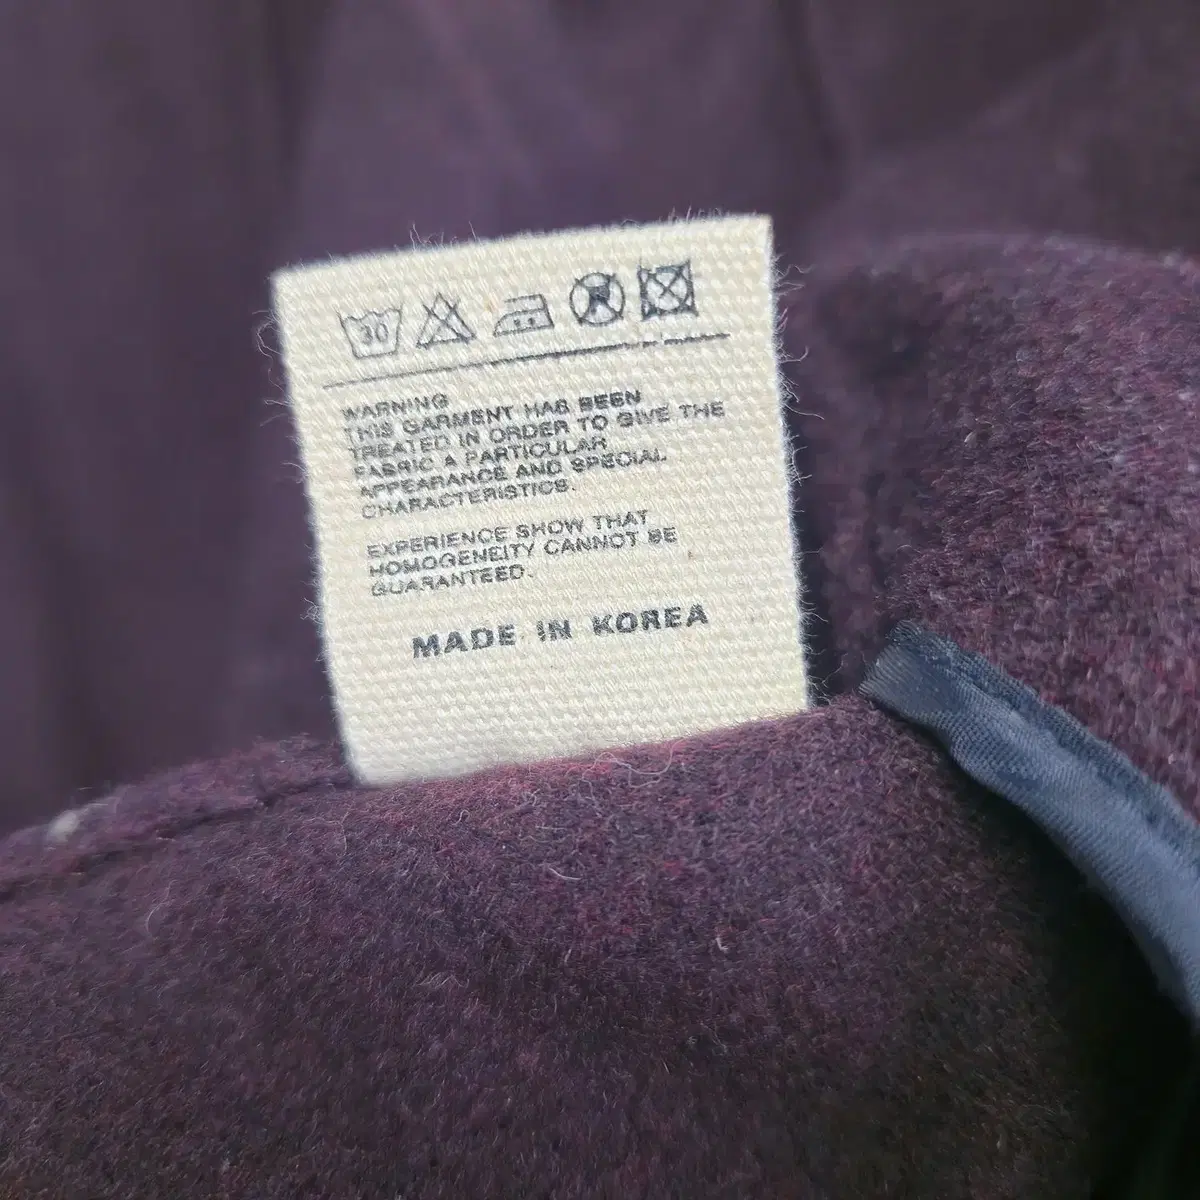 30
WARNING
THIS GARMENT HAS BEEN
TREATED IN ORDER TO GIVE THE
FABRIC A PARTICULAR
APPEARANCE AND SPECIAL
CHARACTERISTICS.
EXPERIENCE SHOW THAT
HOMOGENEITY CANNOT BE
GUARANTEED.
MADE IN KOREA